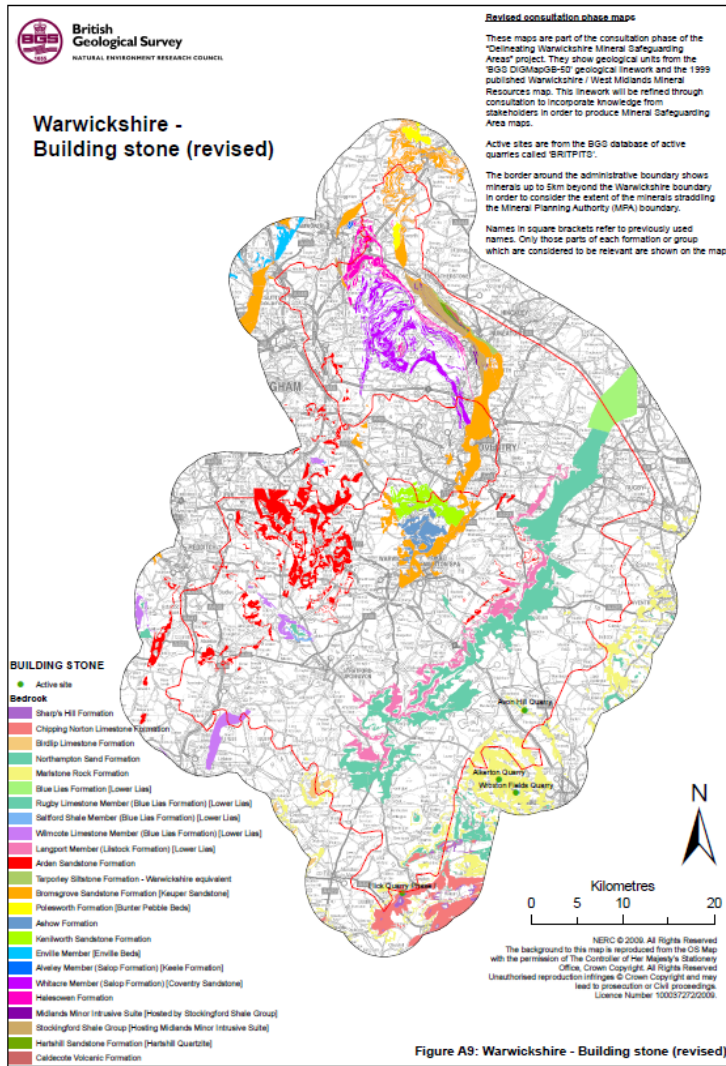 British
Geological Survey
NATURAL ENVIRONMENT RESEARCH COUNCIL
BGS
1835
Revised consultation phase maps
These maps are part of the consultation phase of the
"Delineating Warwickshire Mineral Safeguarding
Areas" project. They show geological units from the
'BGS DiGMapGB-50' geological linework and the 1999
published Warwickshire / West Midlands Mineral
Resources map. This linework will be refined through
consultation to incorporate knowledge from
stakeholders in order to produce Mineral Safeguarding
Area maps.
Active sites are from the BGS database of active
quarries called 'BRITPITS'.
The border around the administrative boundary shows
minerals up to 5km beyond the Warwickshire boundary
in order to consider the extent of the minerals straddling
the Mineral Planning Authority (MPA) boundary.
Names in square brackets refer to previously used
names. Only those parts of each formation or group
which are considered to be relevant are shown on the map
Warwickshire -
Building stone (revised)
GHAM
OVENTRY
Avon Hill Quarry
Alkerton Quarry
Wroxton Fields Quarry
BUILDING STONE
Active site
Bedrock
Sharp's Hill Formation
Chipping Norton Limestone Formation
Birdlip Limestone Formation
Northampton Sand Formation
Marlstone Rock Formation
Blue Lias Formation [Lower Lias]
Rugby Limestone Member (Blue Lias Formation) [Lower Lias]
Saltford Shale Member (Blue Lias Formation) [Lower Lias]
Wilmcote Limestone Member (Blue Lias Formation) [Lower Lias]
Langport Member (Lilstock Formation) [Lower Lias]
Arden Sandstone Formation
Tarporley Siltstone Formation - Warwickshire equivalent
Bromsgrove Sandstone Formation [Keuper Sandstone]
Polesworth Formation [Bunter Pebble Beds]
Ashow Formation
Kenilworth Sandstone Formation
Enville Member [Enville Beds]
Alveley Member (Salop Formation) [Keele Formation]
Whitacre Member (Salop Formation) [Coventry Sandstone]
Halesowen Formation
Midlands Minor Intrusive Suite [Hosted by Stockingford Shale Group]
Stockingford Shale Group [Hosting Midlands Minor Intrusive Suite]
Hartshill Sandstone Formation [Hartshill Quartzite]
Caldecote Volcanic Formation
N
Kilometres
0 5 10 20
NERC © 2009. All Rights Reserved
The background to this map is reproduced from the OS Map
with the permission of The Controller of Her Majesty's Stationery
Office, Crown Copyright. All Rights Reserved
Unauthorised reproduction infringes © Crown Copyright and may
lead to prosecution or Civil proceedings.
Licence Number 100037272/2009.
Figure A9: Warwickshire - Building stone (revised)